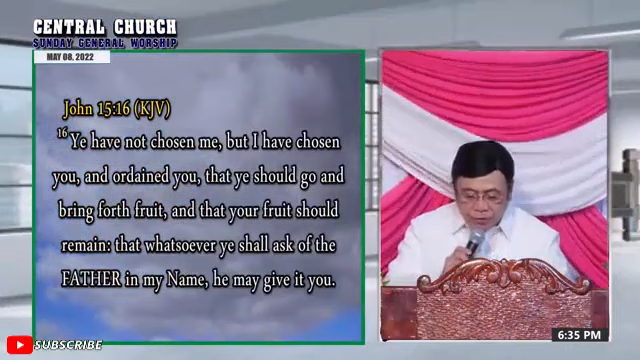 CENTRAL CHURCH
SUNDAY GENERAL WORSHIP
MAY 08, 2022
John 15:16 (KJV)
16 Ye have not chosen me, but I have chosen
you, and ordained you, that ye should go and
bring forth fruit, and that your fruit should
remain: that whatsoever ye shall ask of the
FATHER in my Name, he may give it you.
6:35 PM
SUBSCRIBE